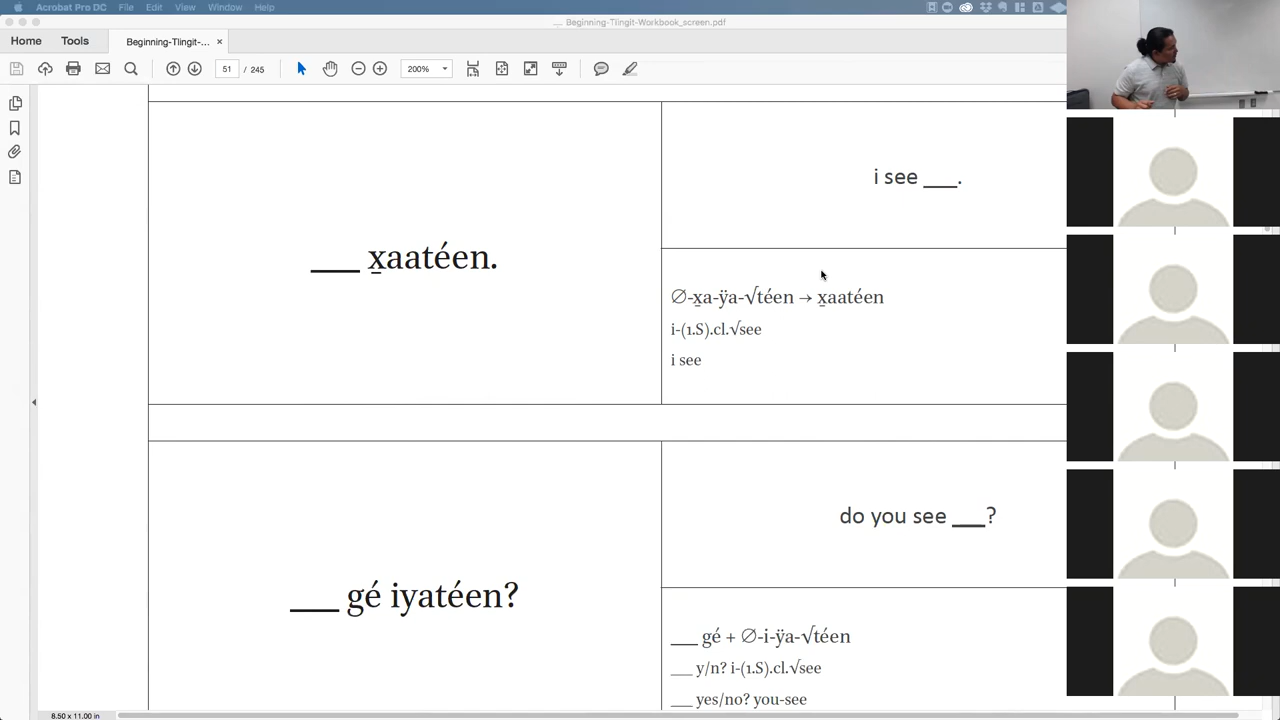 Acrobat Pro DC File Edit View Window Help
Beginning-Tlingit-Workbook_screen.pdf
Home Tools Beginning-Tlingit-... ×
51 / 245 200%
___ x̱aatéen.
i see ___.
∅-x̱a-ÿa-√téen → x̱aatéen
i-(1.S).cl.√see
i see
___ gé iyatéen?
do you see ___?
___ gé + ∅-i-ÿa-√téen
___ y/n? i-(1.S).cl.√see
___ yes/no? you-see
8.50 x 11.00 in